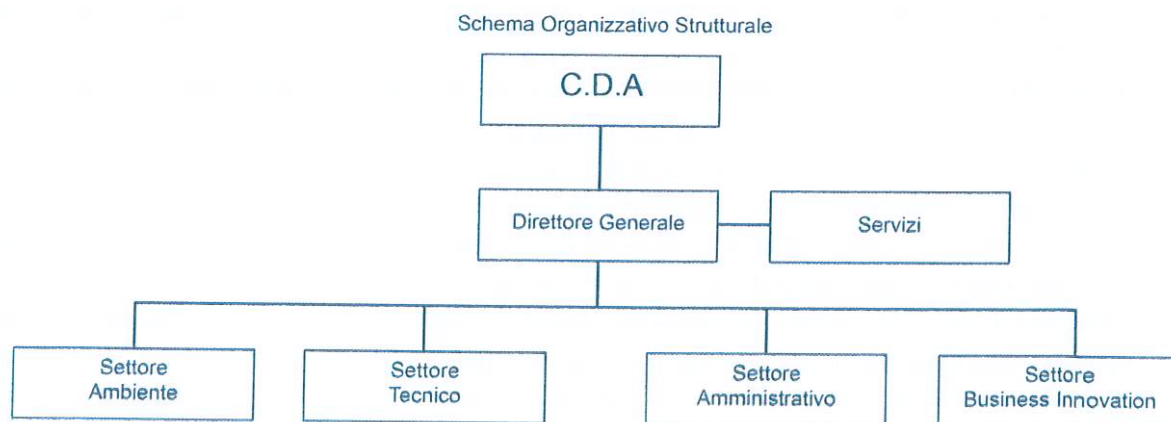 Schema Organizzativo Strutturale
C.D.A
Direttore Generale
Servizi
Settore
Ambiente
Settore
Tecnico
Settore
Amministrativo
Settore
Business Innovation